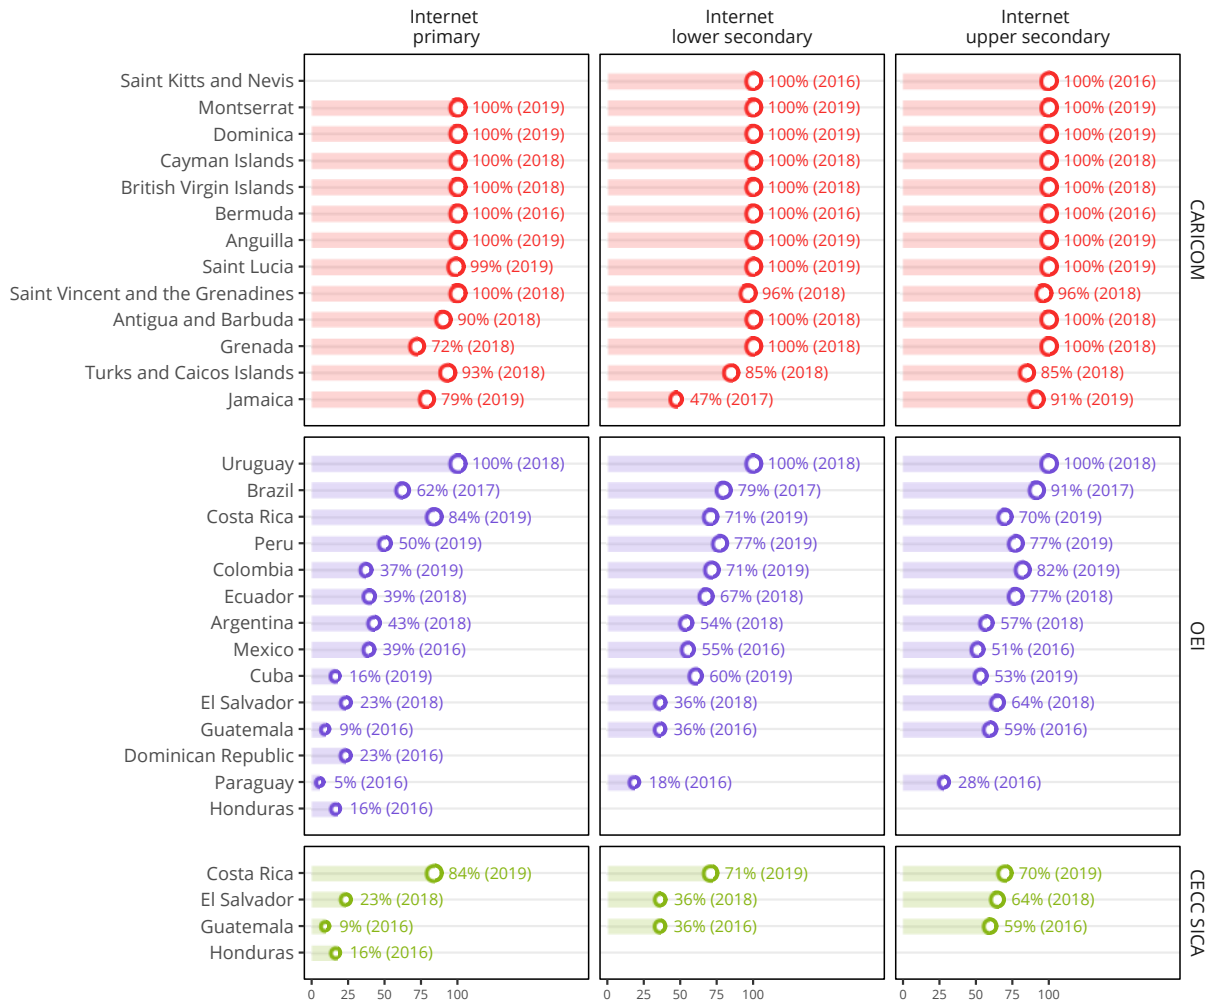 Internet
primary
Internet
lower secondary
Internet
upper secondary
Saint Kitts and Nevis 100% (2016) 100% (2016)
Montserrat 100% (2019) 100% (2019) 100% (2019)
Dominica 100% (2019) 100% (2019) 100% (2019)
Cayman Islands 100% (2018) 100% (2018) 100% (2018)
British Virgin Islands 100% (2018) 100% (2018) 100% (2018)
Bermuda 100% (2016) 100% (2016) 100% (2016)
Anguilla 100% (2019) 100% (2019) 100% (2019)
Saint Lucia 99% (2019) 100% (2019) 100% (2019)
Saint Vincent and the Grenadines 100% (2018) 96% (2018) 96% (2018)
Antigua and Barbuda 90% (2018) 100% (2018) 100% (2018)
Grenada 72% (2018) 100% (2018) 100% (2018)
Turks and Caicos Islands 93% (2018) 85% (2018) 85% (2018)
Jamaica 79% (2019) 47% (2017) 91% (2019)
CARICOM
Uruguay 100% (2018) 100% (2018) 100% (2018)
Brazil 62% (2017) 79% (2017) 91% (2017)
Costa Rica 84% (2019) 71% (2019) 70% (2019)
Peru 50% (2019) 77% (2019) 77% (2019)
Colombia 37% (2019) 71% (2019) 82% (2019)
Ecuador 39% (2018) 67% (2018) 77% (2018)
Argentina 43% (2018) 54% (2018) 57% (2018)
Mexico 39% (2016) 55% (2016) 51% (2016)
Cuba 16% (2019) 60% (2019) 53% (2019)
El Salvador 23% (2018) 36% (2018) 64% (2018)
Guatemala 9% (2016) 36% (2016) 59% (2016)
Dominican Republic 23% (2016)
Paraguay 5% (2016) 18% (2016) 28% (2016)
Honduras 16% (2016)
OEI
Costa Rica 84% (2019) 71% (2019) 70% (2019)
El Salvador 23% (2018) 36% (2018) 64% (2018)
Guatemala 9% (2016) 36% (2016) 59% (2016)
Honduras 16% (2016)
CECC SICA
0 25 50 75 100 0 25 50 75 100 0 25 50 75 100